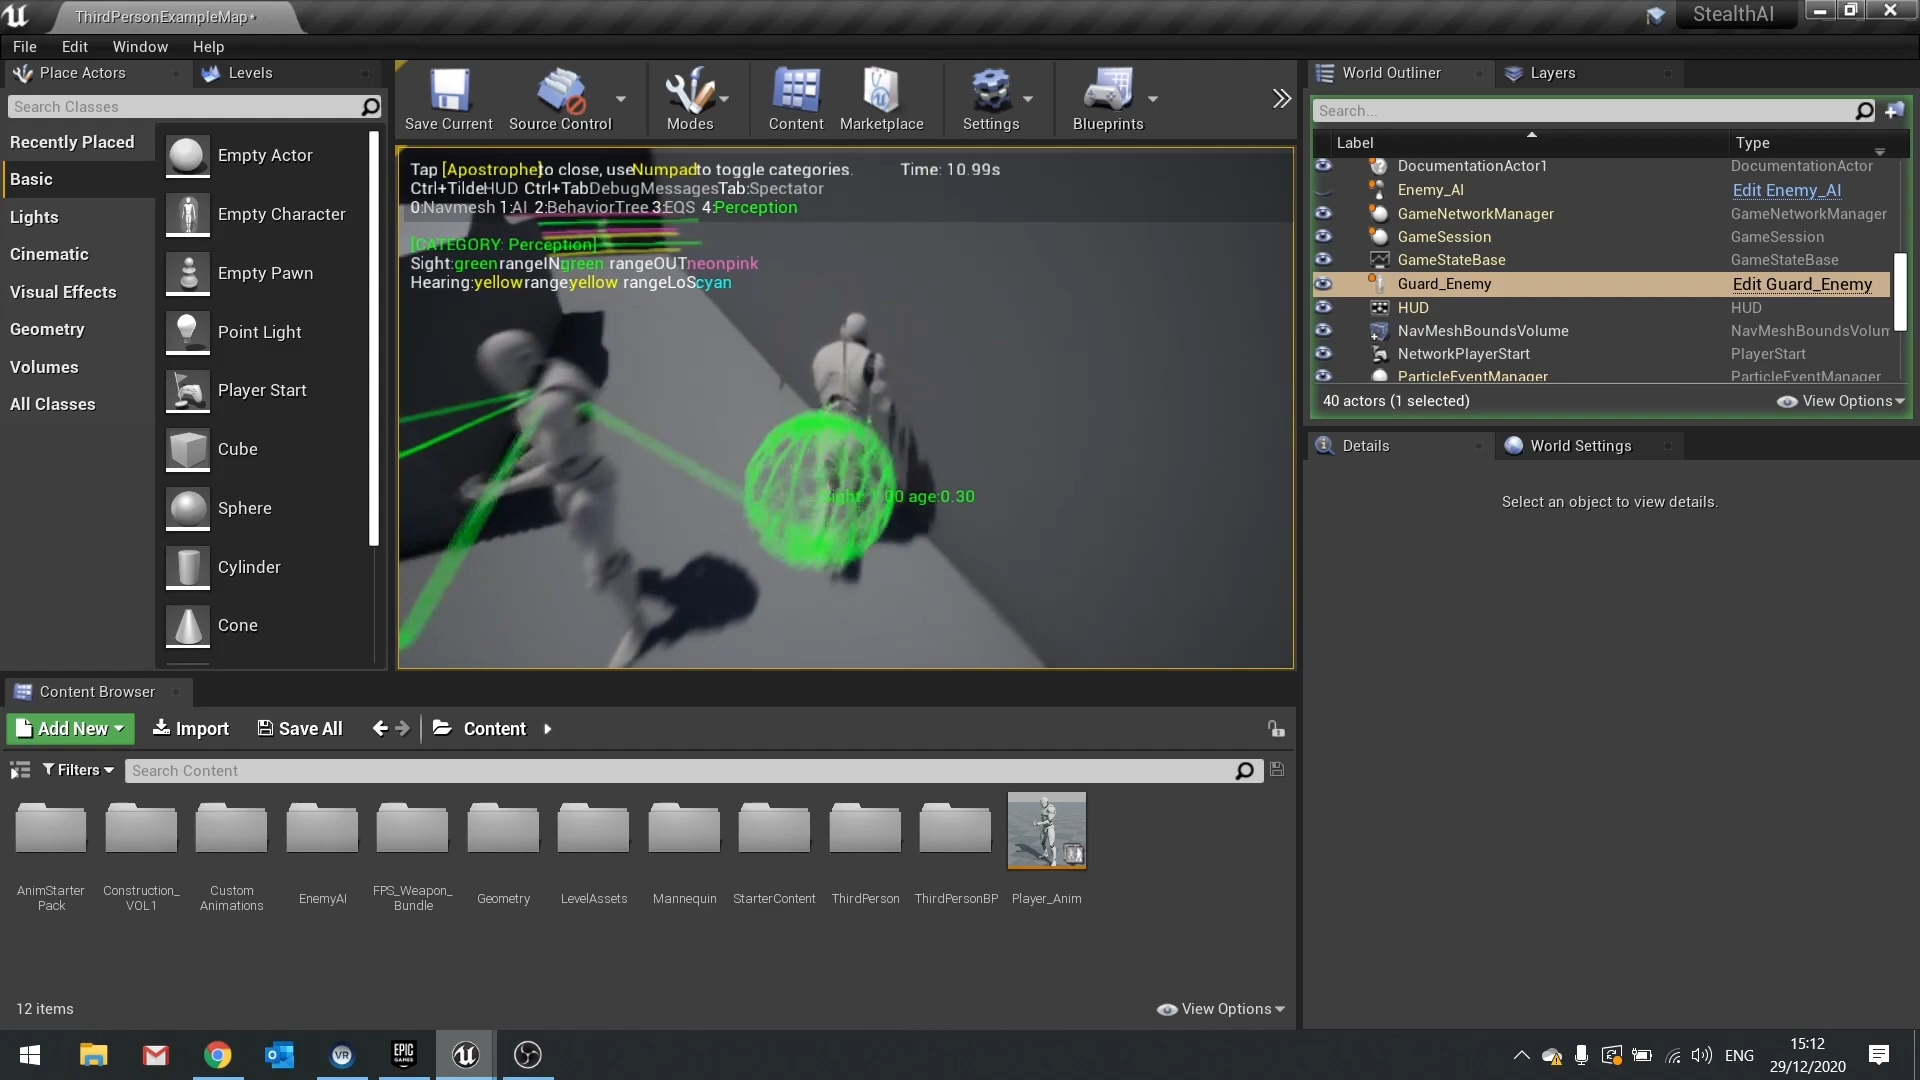 ThirdPersonExampleMap*
StealthAI
File Edit Window Help
Place Actors
Levels
Search Classes
Recently Placed
Basic
Lights
Cinematic
Visual Effects
Geometry
Volumes
All Classes
Empty Actor
Empty Character
Empty Pawn
Point Light
Player Start
Cube
Sphere
Cylinder
Cone
Save Current
Source Control
Modes
Content
Marketplace
Settings
Blueprints
Tap [Apostrophe] to close, use Numpad to toggle categories. Time: 10.99s
Ctrl+Tilde HUD Ctrl+Tab DebugMessages Tab:Spectator
0:Navmesh 1:AI 2:BehaviorTree 3:EQS 4:Perception
[CATEGORY: Perception]
Sight:green rangeIN:green rangeOUT:neonpink
Hearing:yellow range:yellow rangeLoS:cyan
Sight: 1.00 age:0.30
World Outliner
Layers
Search...
Label Type
DocumentationActor1 DocumentationActor
Enemy_AI Edit Enemy_AI
GameNetworkManager GameNetworkManager
GameSession GameSession
GameStateBase GameStateBase
Guard_Enemy Edit Guard_Enemy
HUD HUD
NavMeshBoundsVolume NavMeshBoundsVolum
NetworkPlayerStart PlayerStart
ParticleEventManager ParticleEventManager
40 actors (1 selected) View Options
Details
World Settings
Select an object to view details.
Content Browser
Add New Import Save All Content
Filters Search Content
AnimStarter
Pack
Construction_
VOL1
Custom
Animations
EnemyAI
FPS_Weapon_
Bundle
Geometry
LevelAssets
Mannequin
StarterContent
ThirdPerson
ThirdPersonBP
Player_Anim
12 items View Options
VR
EPIC
GAMES
ENG
15:12
29/12/2020